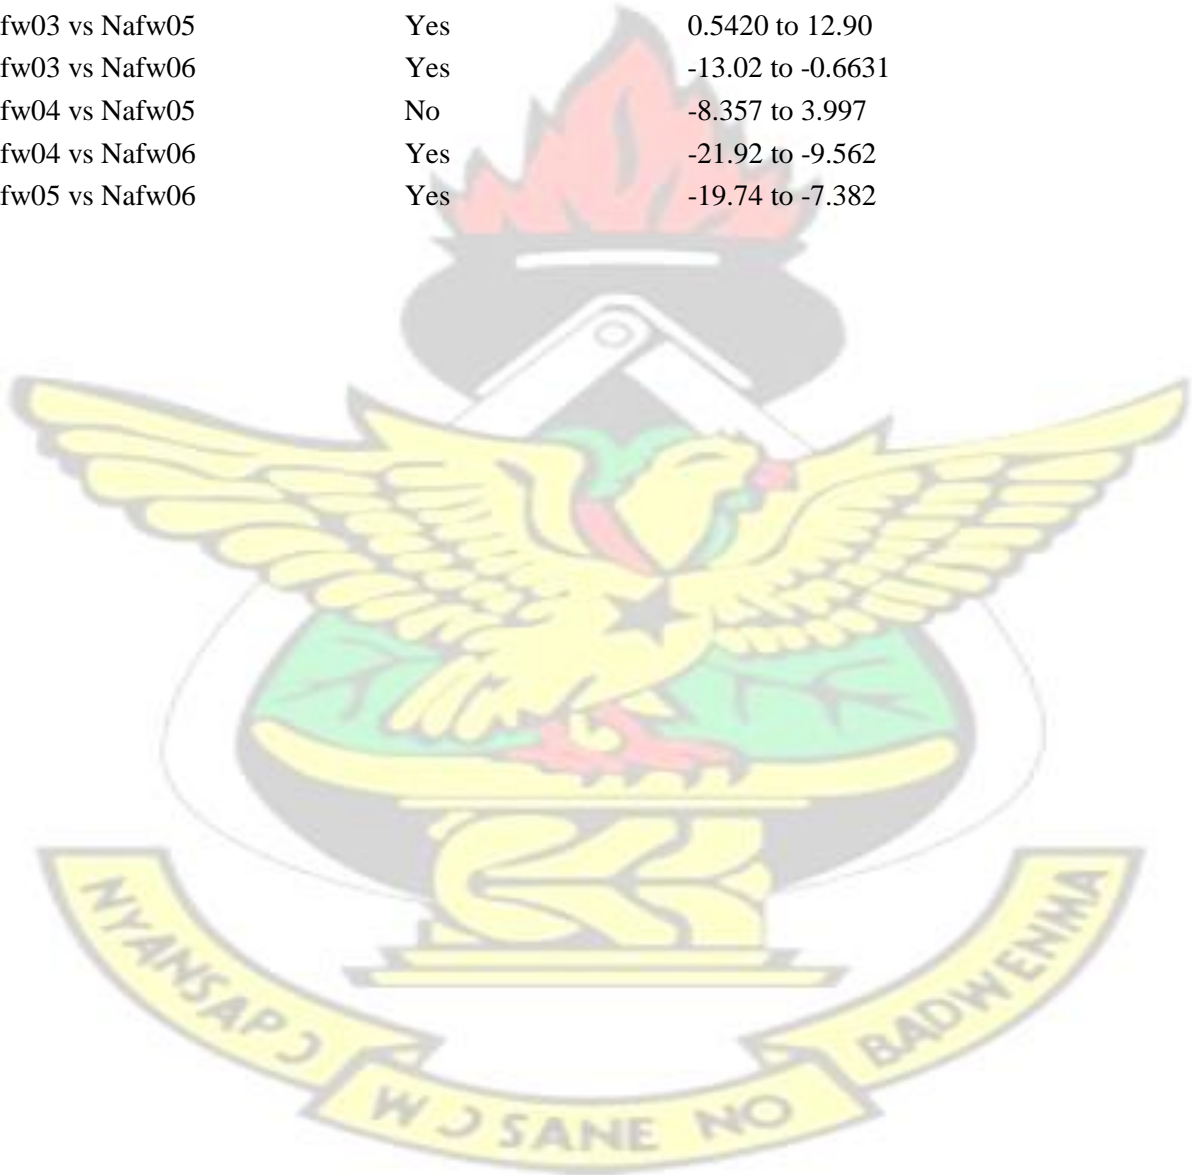 fw03 vs Nafw05 Yes 0.5420 to 12.90
fw03 vs Nafw06 Yes -13.02 to -0.6631
fw04 vs Nafw05 No -8.357 to 3.997
fw04 vs Nafw06 Yes -21.92 to -9.562
fw05 vs Nafw06 Yes -19.74 to -7.382
NYANSAPƆ
WƆSANE NO
BADWENMA